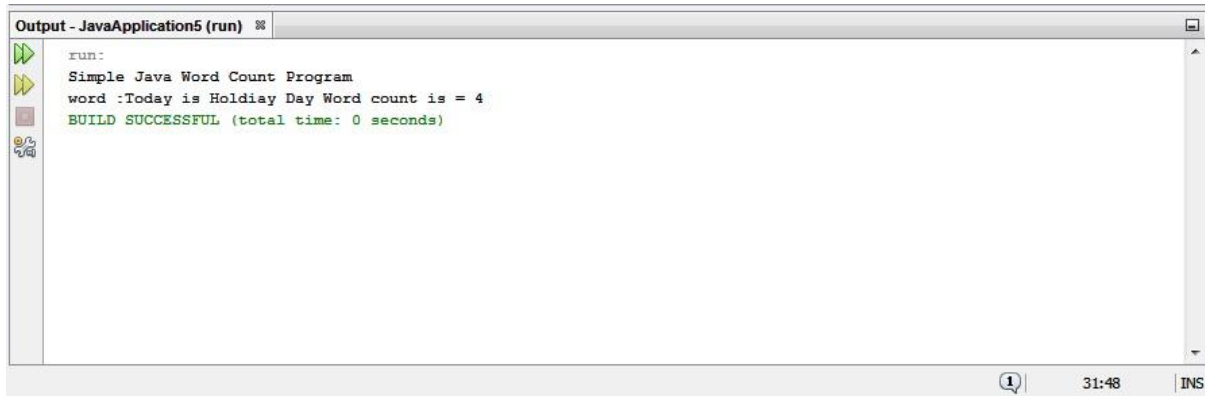 Output - JavaApplication5 (run)
run:
Simple Java Word Count Program
word :Today is Holdiay Day Word count is = 4
BUILD SUCCESSFUL (total time: 0 seconds)
1 31:48 INS